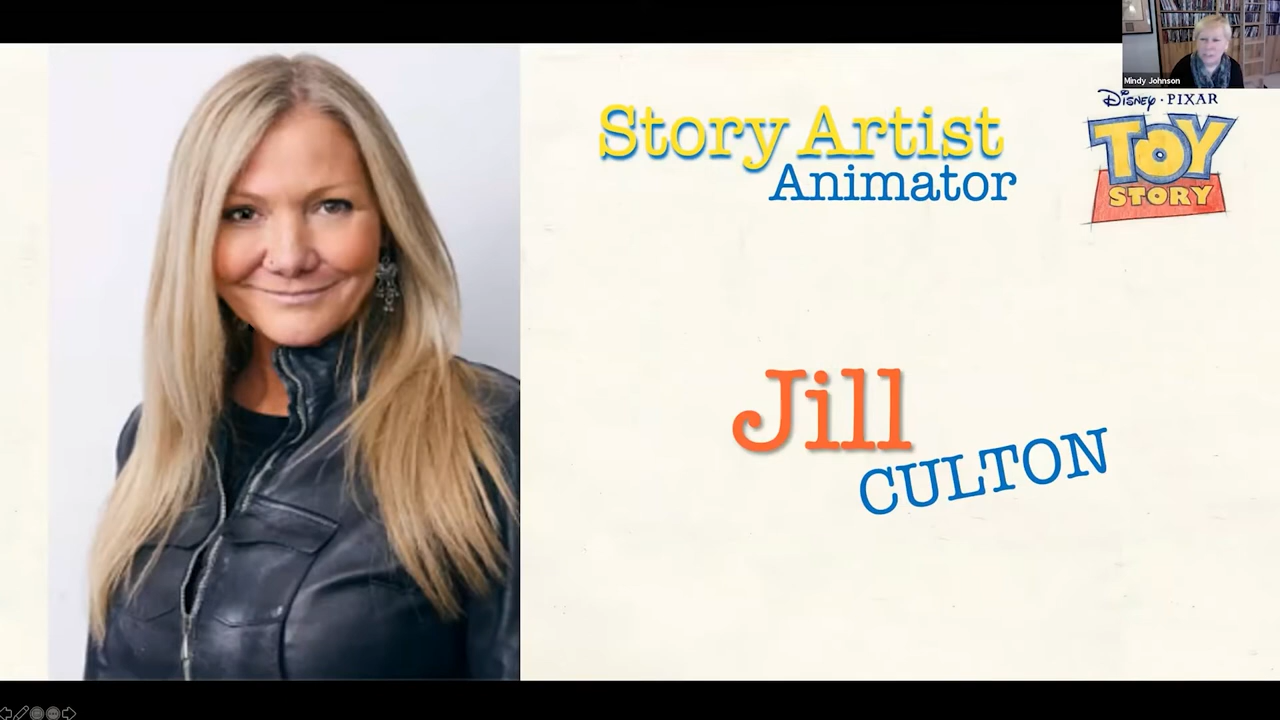 Mindy Johnson
Disney · PIXAR
TOY
STORY
Story Artist
Animator
Jill
CULTON